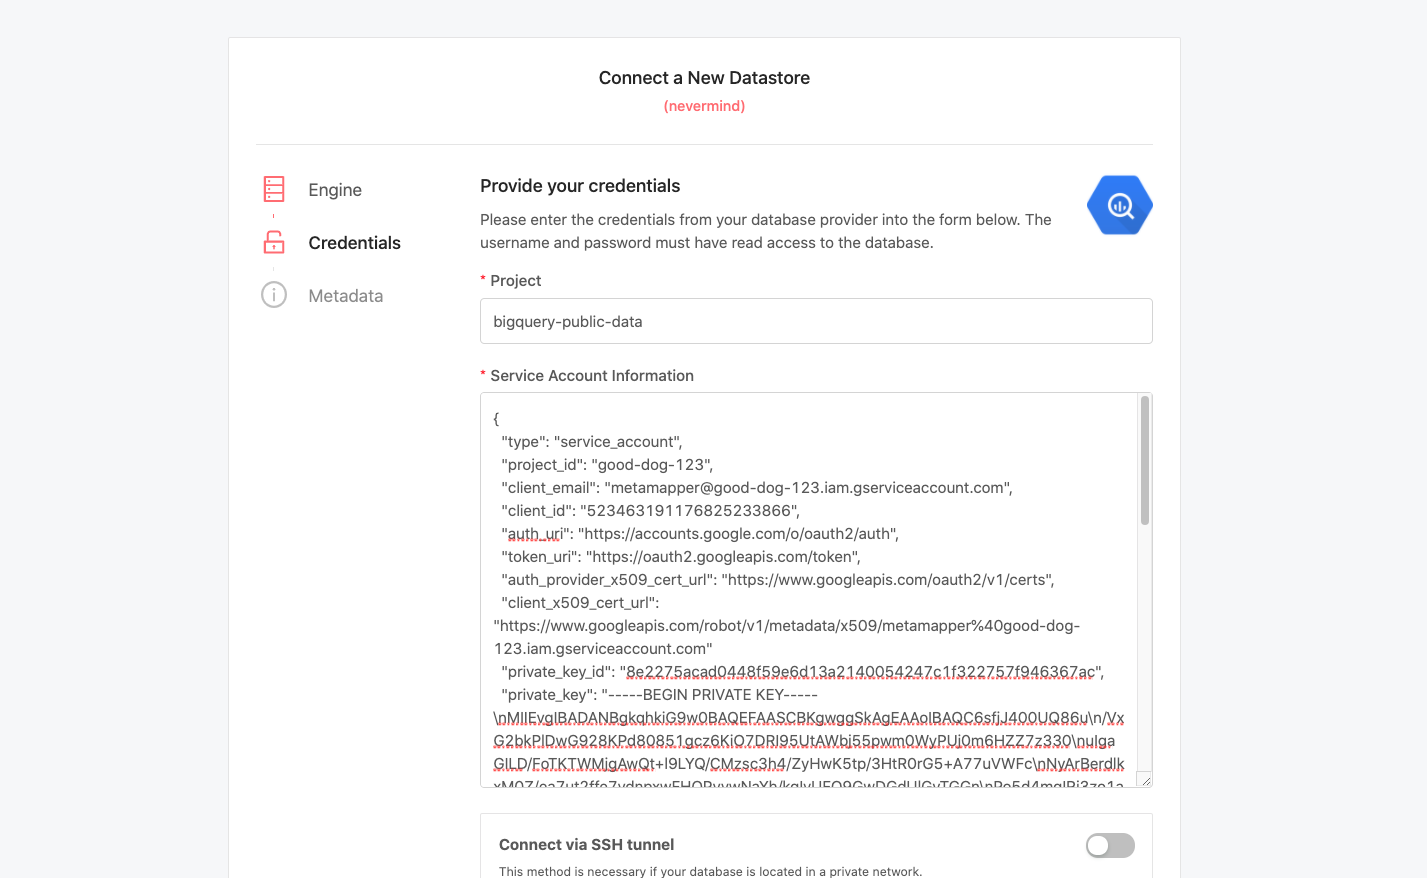 Connect a New Datastore
(nevermind)
Engine
Credentials
Metadata
Provide your credentials
Please enter the credentials from your database provider into the form below. The
username and password must have read access to the database.
* Project
bigquery-public-data
* Service Account Information
{
"type": "service_account",
"project_id": "good-dog-123",
"client_email": "metamapper@good-dog-123.iam.gserviceaccount.com",
"client_id": "523463191176825233866",
"auth_uri": "https://accounts.google.com/o/oauth2/auth",
"token_uri": "https://oauth2.googleapis.com/token",
"auth_provider_x509_cert_url": "https://www.googleapis.com/oauth2/v1/certs",
"client_x509_cert_url":
"https://www.googleapis.com/robot/v1/metadata/x509/metamapper%40good-dog-
123.iam.gserviceaccount.com"
"private_key_id": "8e2275acad0448f59e6d13a2140054247c1f322757f946367ac",
"private_key": "-----BEGIN PRIVATE KEY-----
\nMIIEvgIBADANBgkqhkiG9w0BAQEFAASCBKgwggSkAgEAAoIBAQC6sfjJ400UQ86u\n/Vx
G2bkPlDwG928KPd80851gcz6KiO7DRI95UtAWbj55pwm0WyPUj0m6HZZ7z330\nuIga
GlLD/FoTKTWMjgAwQt+I9LYQ/CMzsc3h4/ZyHwK5tp/3HtR0rG5+A77uVWFc\nNyArBerdlk
Connect via SSH tunnel
This method is necessary if your database is located in a private network.